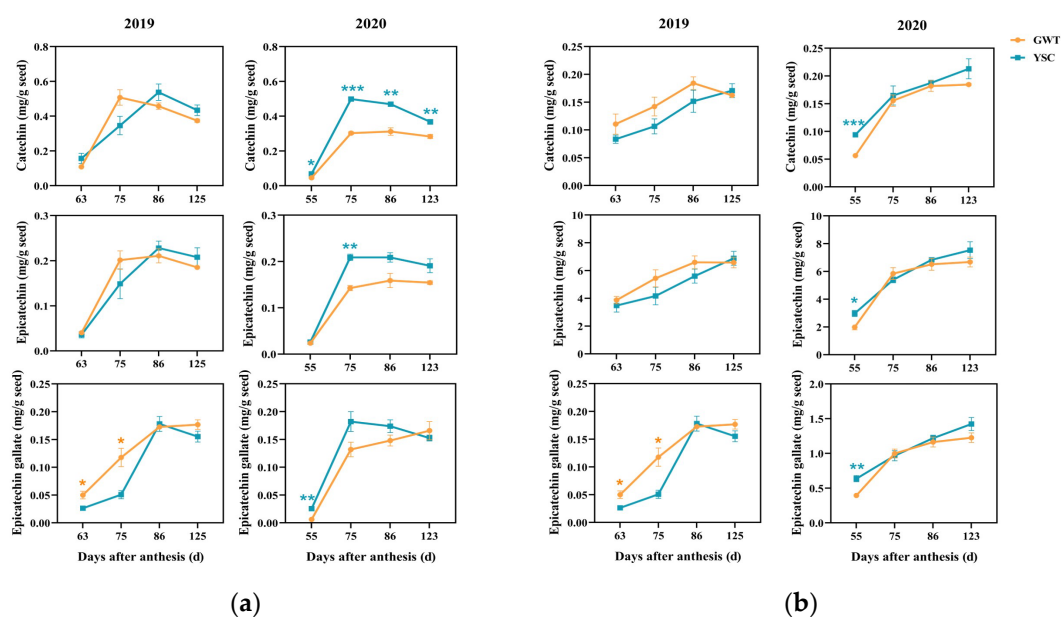 2019
2020
2019
2020
GWT
YSC
Catechin (mg/g seed)
0.8
0.6
0.4
0.2
0.0
63 75 86 125
0.8
0.6
0.4
0.2
0.0
*
***
**
**
55 75 86 123
Catechin (mg/g seed)
0.25
0.20
0.15
0.10
0.05
0.00
63 75 86 125
Catechin (mg/g seed)
0.25
0.20
0.15
0.10
0.05
0.00
***
55 75 86 123
Epicatechin (mg/g seed)
0.3
0.2
0.1
0.0
63 75 86 125
Epicatechin (mg/g seed)
0.3
0.2
0.1
0.0
**
55 75 86 123
Epicatechin (mg/g seed)
10
8
6
4
2
0
63 75 86 125
Epicatechin (mg/g seed)
10
8
6
4
2
0
*
55 75 86 123
Epicatechin gallate (mg/g seed)
0.25
0.20
0.15
0.10
0.05
0.00
*
*
63 75 86 125
Days after anthesis (d)
Epicatechin gallate (mg/g seed)
0.25
0.20
0.15
0.10
0.05
0.00
**
55 75 86 123
Days after anthesis (d)
Epicatechin gallate (mg/g seed)
0.25
0.20
0.15
0.10
0.05
0.00
*
*
63 75 86 125
Days after anthesis (d)
Epicatechin gallate (mg/g seed)
2.0
1.5
1.0
0.5
0.0
**
55 75 86 123
Days after anthesis (d)
(a)
(b)